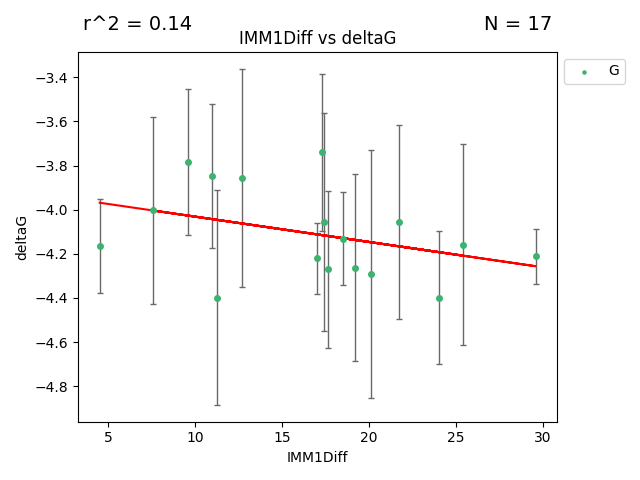 r^2 = 0.14
N = 17
IMM1Diff vs deltaG
G
−3.4
−3.6
−3.8
−4.0
−4.2
−4.4
−4.6
−4.8
deltaG
5 10 15 20 25 30
IMM1Diff